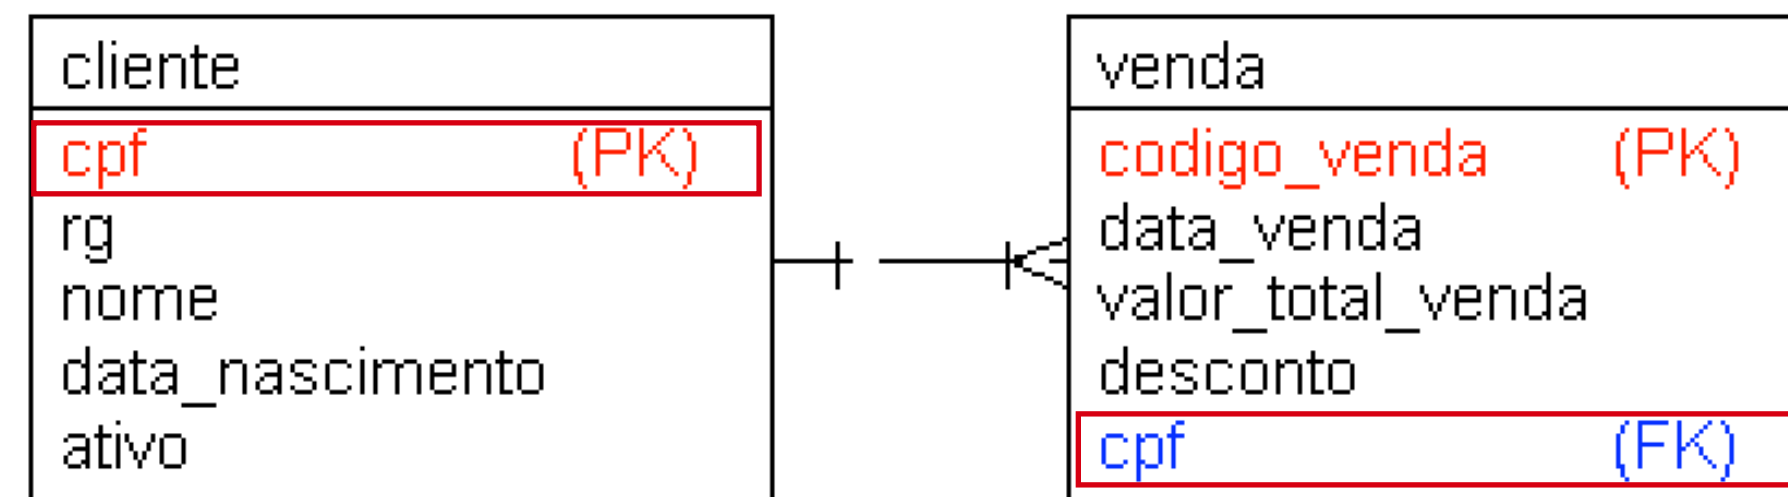 cliente
cpf (PK)
rg
nome
data_nascimento
ativo
venda
codigo_venda (PK)
data_venda
valor_total_venda
desconto
cpf (FK)